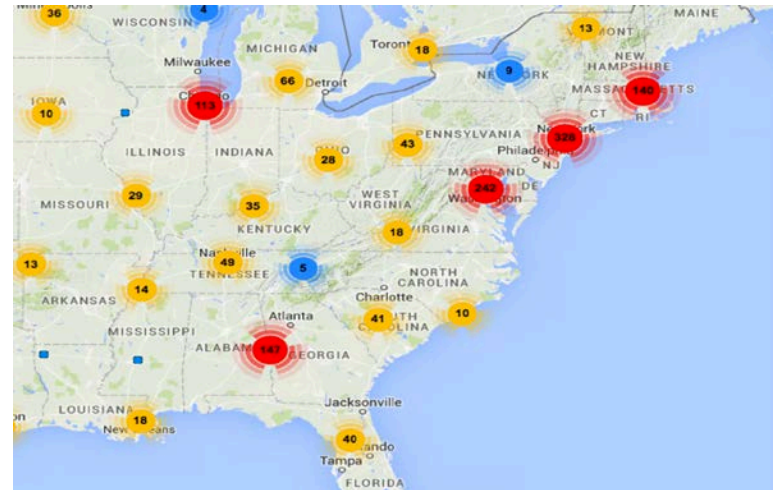 36
WISCONSIN
4
MICHIGAN
18
13
MAINE
Milwaukee
66
Detroit
9
NEW
HAMPSHIRE
140
IOWA
10
113
CT
RI
ILLINOIS
INDIANA
28
43
PENNSYLVANIA
328
NJ
MISSOURI
29
35
KENTUCKY
WEST
VIRGINIA
18
VIRGINIA
MARYLAND
242
DE
13
Nashville
49
TENNESSEE
5
NORTH
CAROLINA
Charlotte
ARKANSAS
14
MISSISSIPPI
Atlanta
41
10
147
GEORGIA
LOUISIANA
18
Jacksonville
40
Tampa
FLORIDA